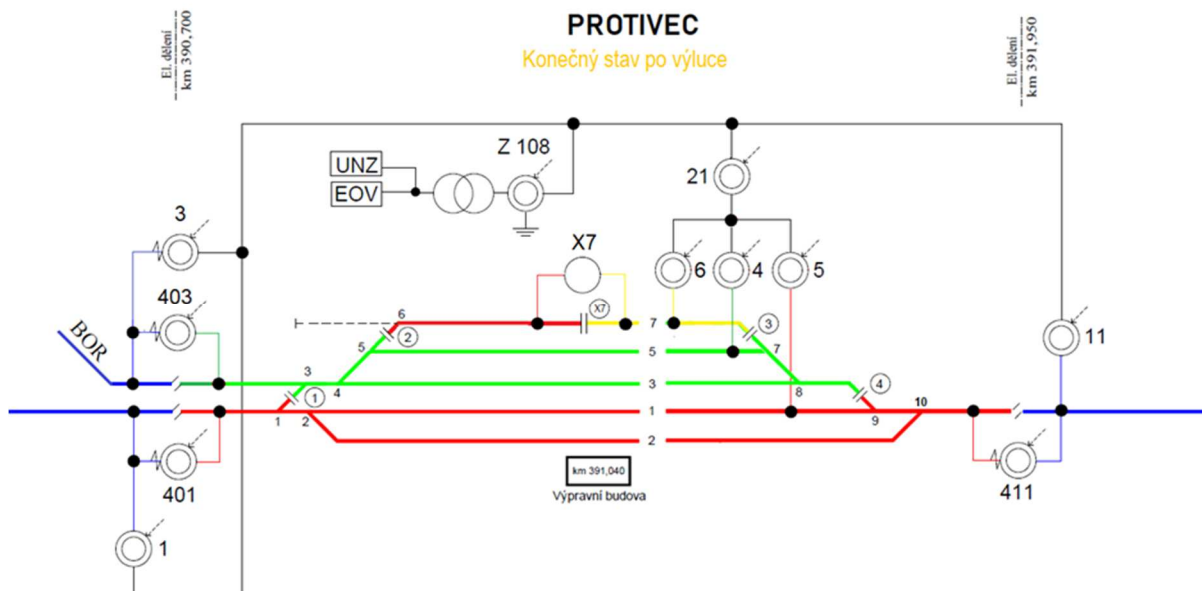 PROTIVEC
Konečný stav po výluce
El. dělení
km 390,700
El. dělení
km 391,950
Z 108
UNZ
EOV
21
3
X7
6
4
5
403
BOR
6
X7
7
3
2
5
5
7
11
3
4
3
8
4
1
1
2
1
9
10
2
401
km 391,040
Výpravní budova
411
1